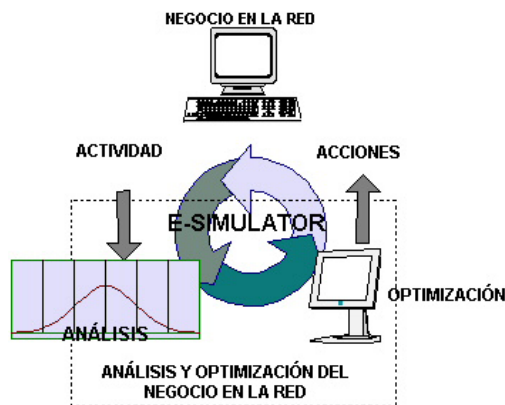 NEGOCIO EN LA RED
ACTIVIDAD
ACCIONES
E-SIMULATOR
OPTIMIZACIÓN
ANÁLISIS
ANÁLISIS Y OPTIMIZACIÓN DEL
NEGOCIO EN LA RED